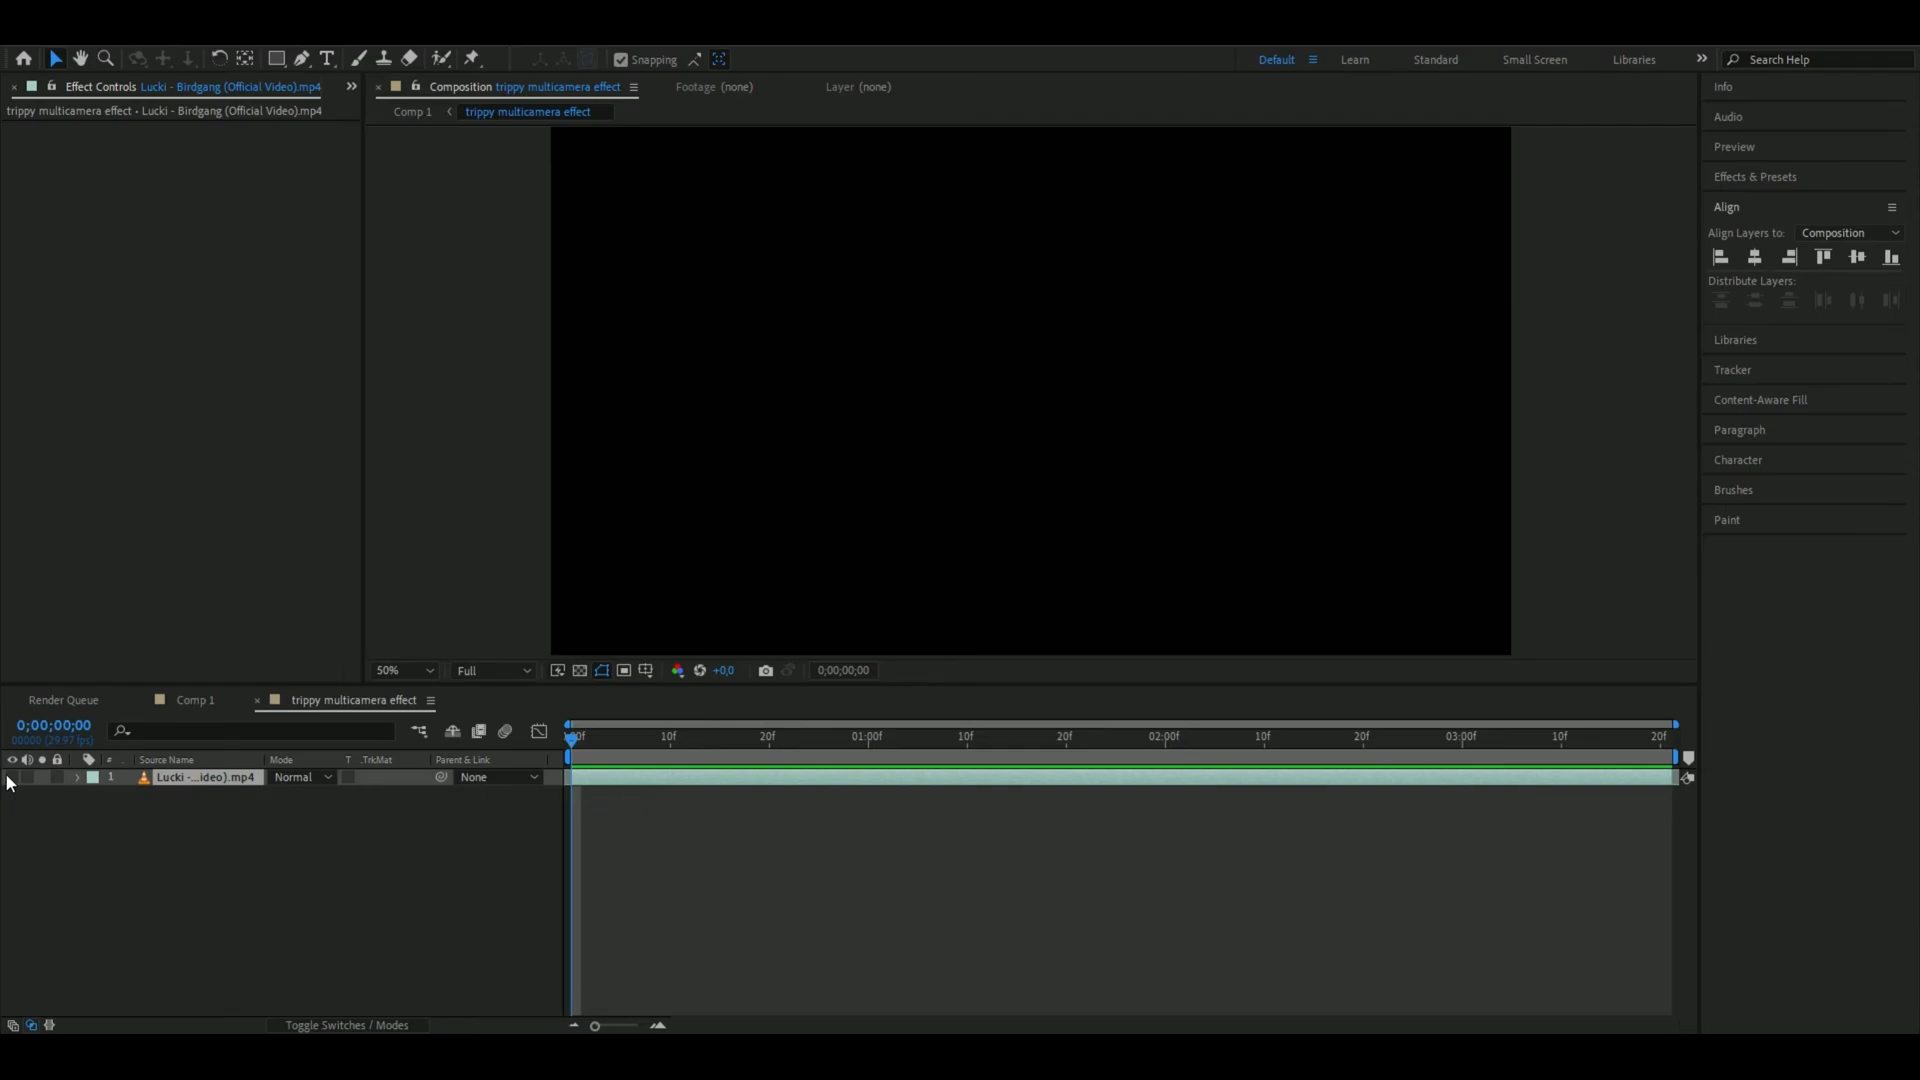 Snapping
Default
Learn
Standard
Small Screen
Libraries
Search Help
Effect Controls Lucki - Birdgang (Official Video).mp4
Composition trippy multicamera effect
Footage (none)
Layer (none)
Info
trippy multicamera effect • Lucki - Birdgang (Official Video).mp4
Comp 1
trippy multicamera effect
Audio
Preview
Effects & Presets
Align
Align Layers to: Composition
Distribute Layers:
Libraries
Tracker
Content-Aware Fill
Paragraph
Character
Brushes
Paint
50%
Full
+0,0
0;00;00;00
Render Queue
Comp 1
trippy multicamera effect
0;00;00;00
00000 (29.97 fps)
10f 20f 01:00f 10f 20f 02:00f 10f 20f 03:00f 10f 20f
# Source Name Mode T .TrkMat Parent & Link
1 Lucki -...ideo).mp4 Normal None
Toggle Switches / Modes